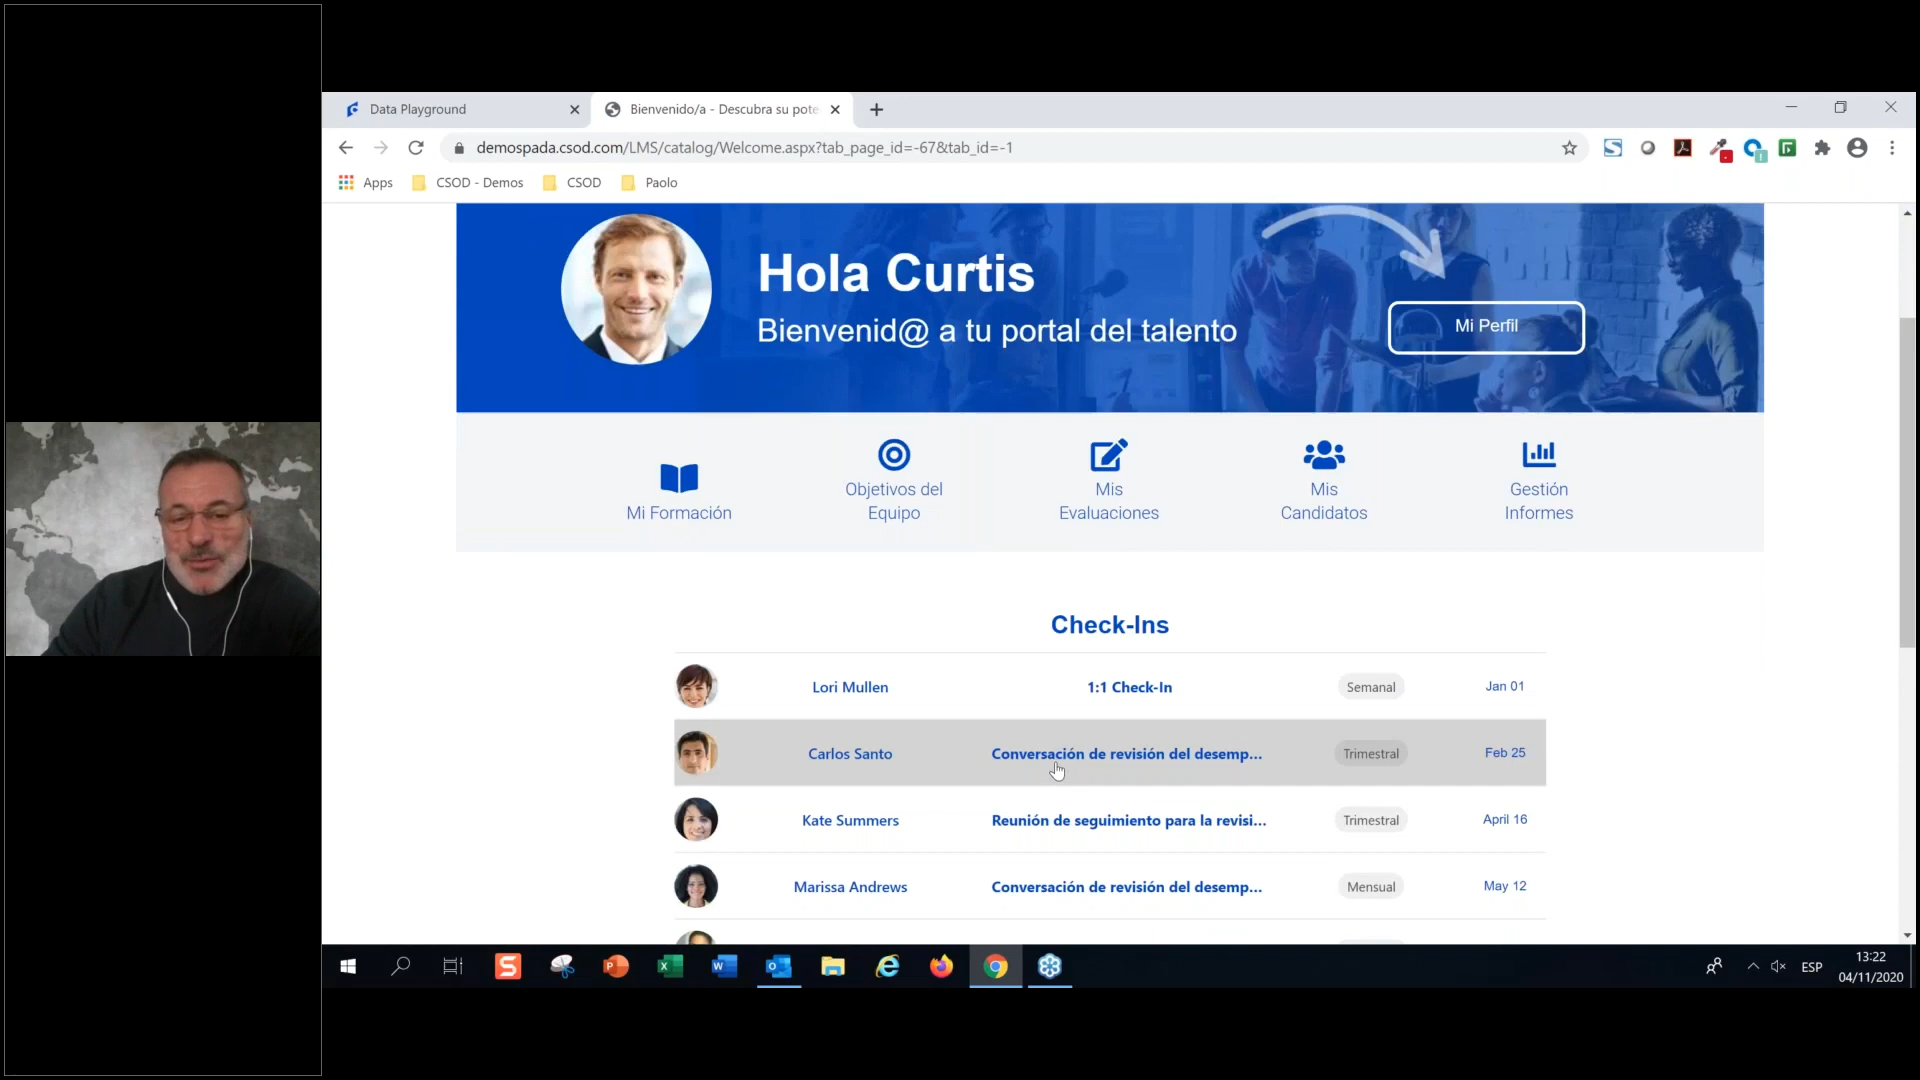 Data Playground
Bienvenido/a - Descubra su pote
demospada.csod.com/LMS/catalog/Welcome.aspx?tab_page_id=-67&tab_id=-1
Apps
CSOD - Demos
CSOD
Paolo
Hola Curtis
Bienvenid@ a tu portal del talento
Mi Perfil
Mi Formación
Objetivos del
Equipo
Mis
Evaluaciones
Mis
Candidatos
Gestión
Informes
Check-Ins
Lori Mullen 1:1 Check-In Semanal Jan 01
Carlos Santo Conversación de revisión del desemp... Trimestral Feb 25
Kate Summers Reunión de seguimiento para la revisi... Trimestral April 16
Marissa Andrews Conversación de revisión del desemp... Mensual May 12
ESP
13:22
04/11/2020